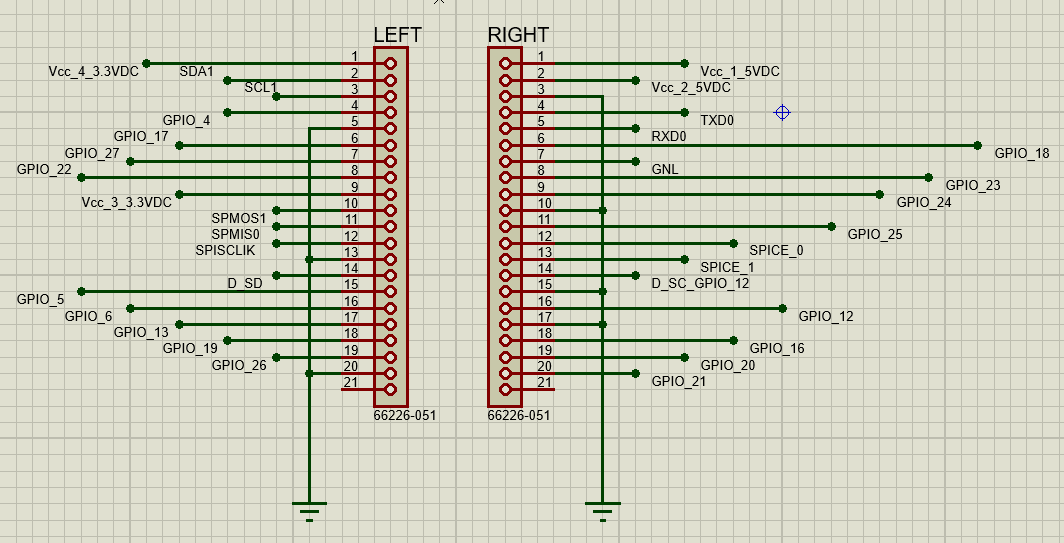 LEFT
RIGHT
Vcc_4_3.3VDC
SDA1
SCL1
GPIO_4
GPIO_17
GPIO_27
GPIO_22
Vcc_3_3.3VDC
SPMOS1
SPMIS0
SPISCLIK
D_SD
GPIO_5
GPIO_6
GPIO_13
GPIO_19
GPIO_26
1
2
3
4
5
6
7
8
9
10
11
12
13
14
15
16
17
18
19
20
21
66226-051
1
2
3
4
5
6
7
8
9
10
11
12
13
14
15
16
17
18
19
20
21
66226-051
Vcc_1_5VDC
Vcc_2_5VDC
TXD0
RXD0
GPIO_18
GNL
GPIO_23
GPIO_24
GPIO_25
SPICE_0
SPICE_1
D_SC_GPIO_12
GPIO_12
GPIO_16
GPIO_20
GPIO_21